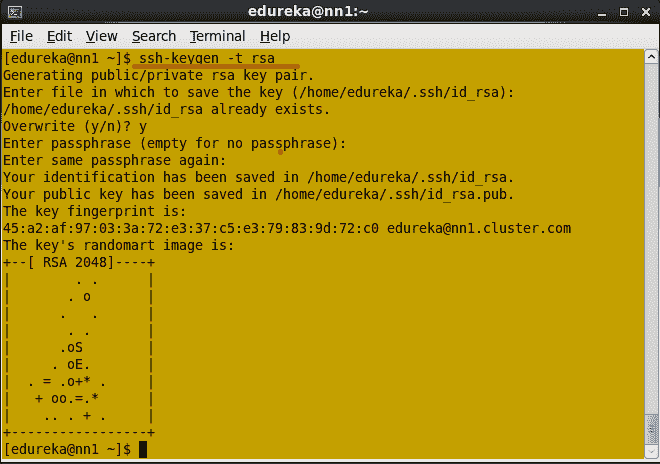 edureka@nn1:~
File Edit View Search Terminal Help
[edureka@nn1 ~]$ ssh-keygen -t rsa
Generating public/private rsa key pair.
Enter file in which to save the key (/home/edureka/.ssh/id_rsa):
/home/edureka/.ssh/id_rsa already exists.
Overwrite (y/n)? y
Enter passphrase (empty for no passphrase):
Enter same passphrase again:
Your identification has been saved in /home/edureka/.ssh/id_rsa.
Your public key has been saved in /home/edureka/.ssh/id_rsa.pub.
The key fingerprint is:
45:a2:af:97:03:3a:72:e3:37:c5:e3:79:83:9d:72:c0 edureka@nn1.cluster.com
The key's randomart image is:
+--[ RSA 2048]----+
|        . .      |
|       . o       |
|      .   .      |
|       . .       |
|      .oS        |
|     . oE.       |
|  . = .o+* .     |
|   + oo.=.*      |
|    .. . + .     |
+-----------------+
[edureka@nn1 ~]$